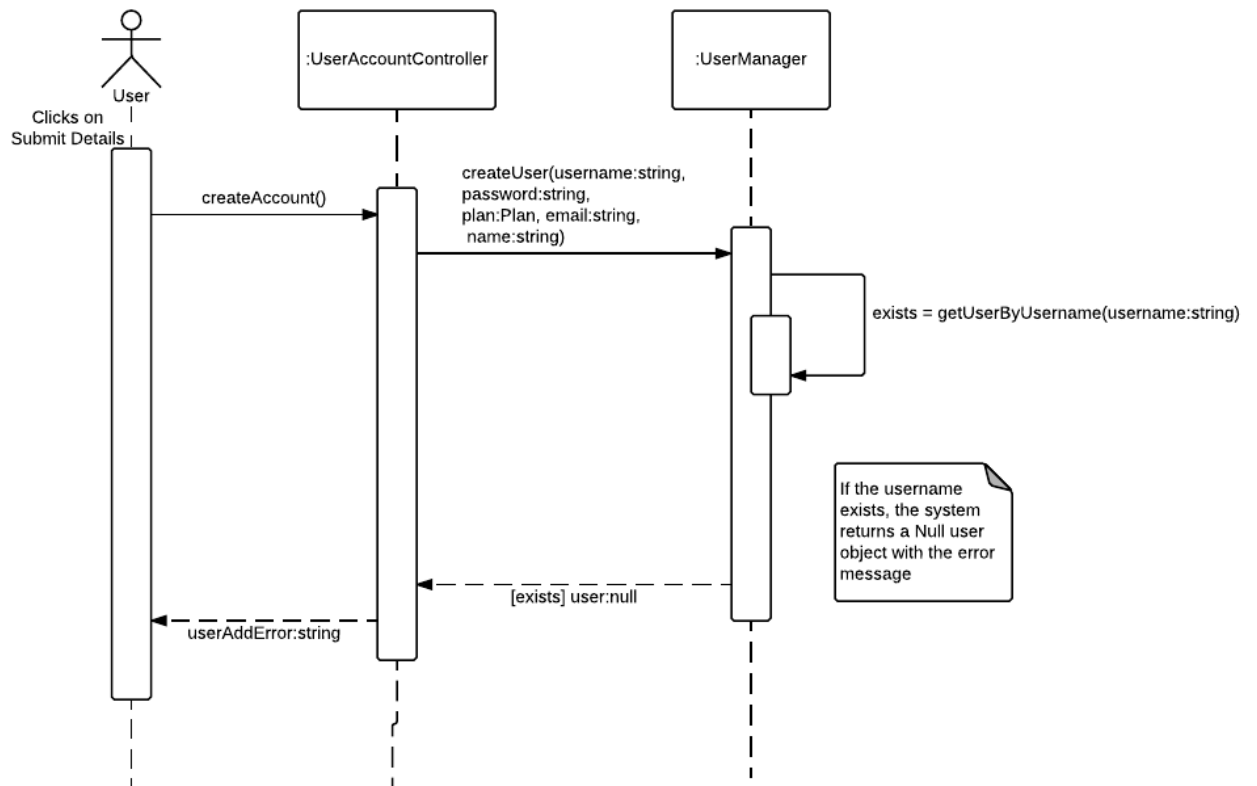 :UserAccountController
:UserManager
User
Clicks on
Submit Details
createAccount()
createUser(username:string,
password:string,
plan:Plan, email:string,
name:string)
exists = getUserByUsername(username:string)
If the username
exists, the system
returns a Null user
object with the error
message
[exists] user:null
userAddError:string